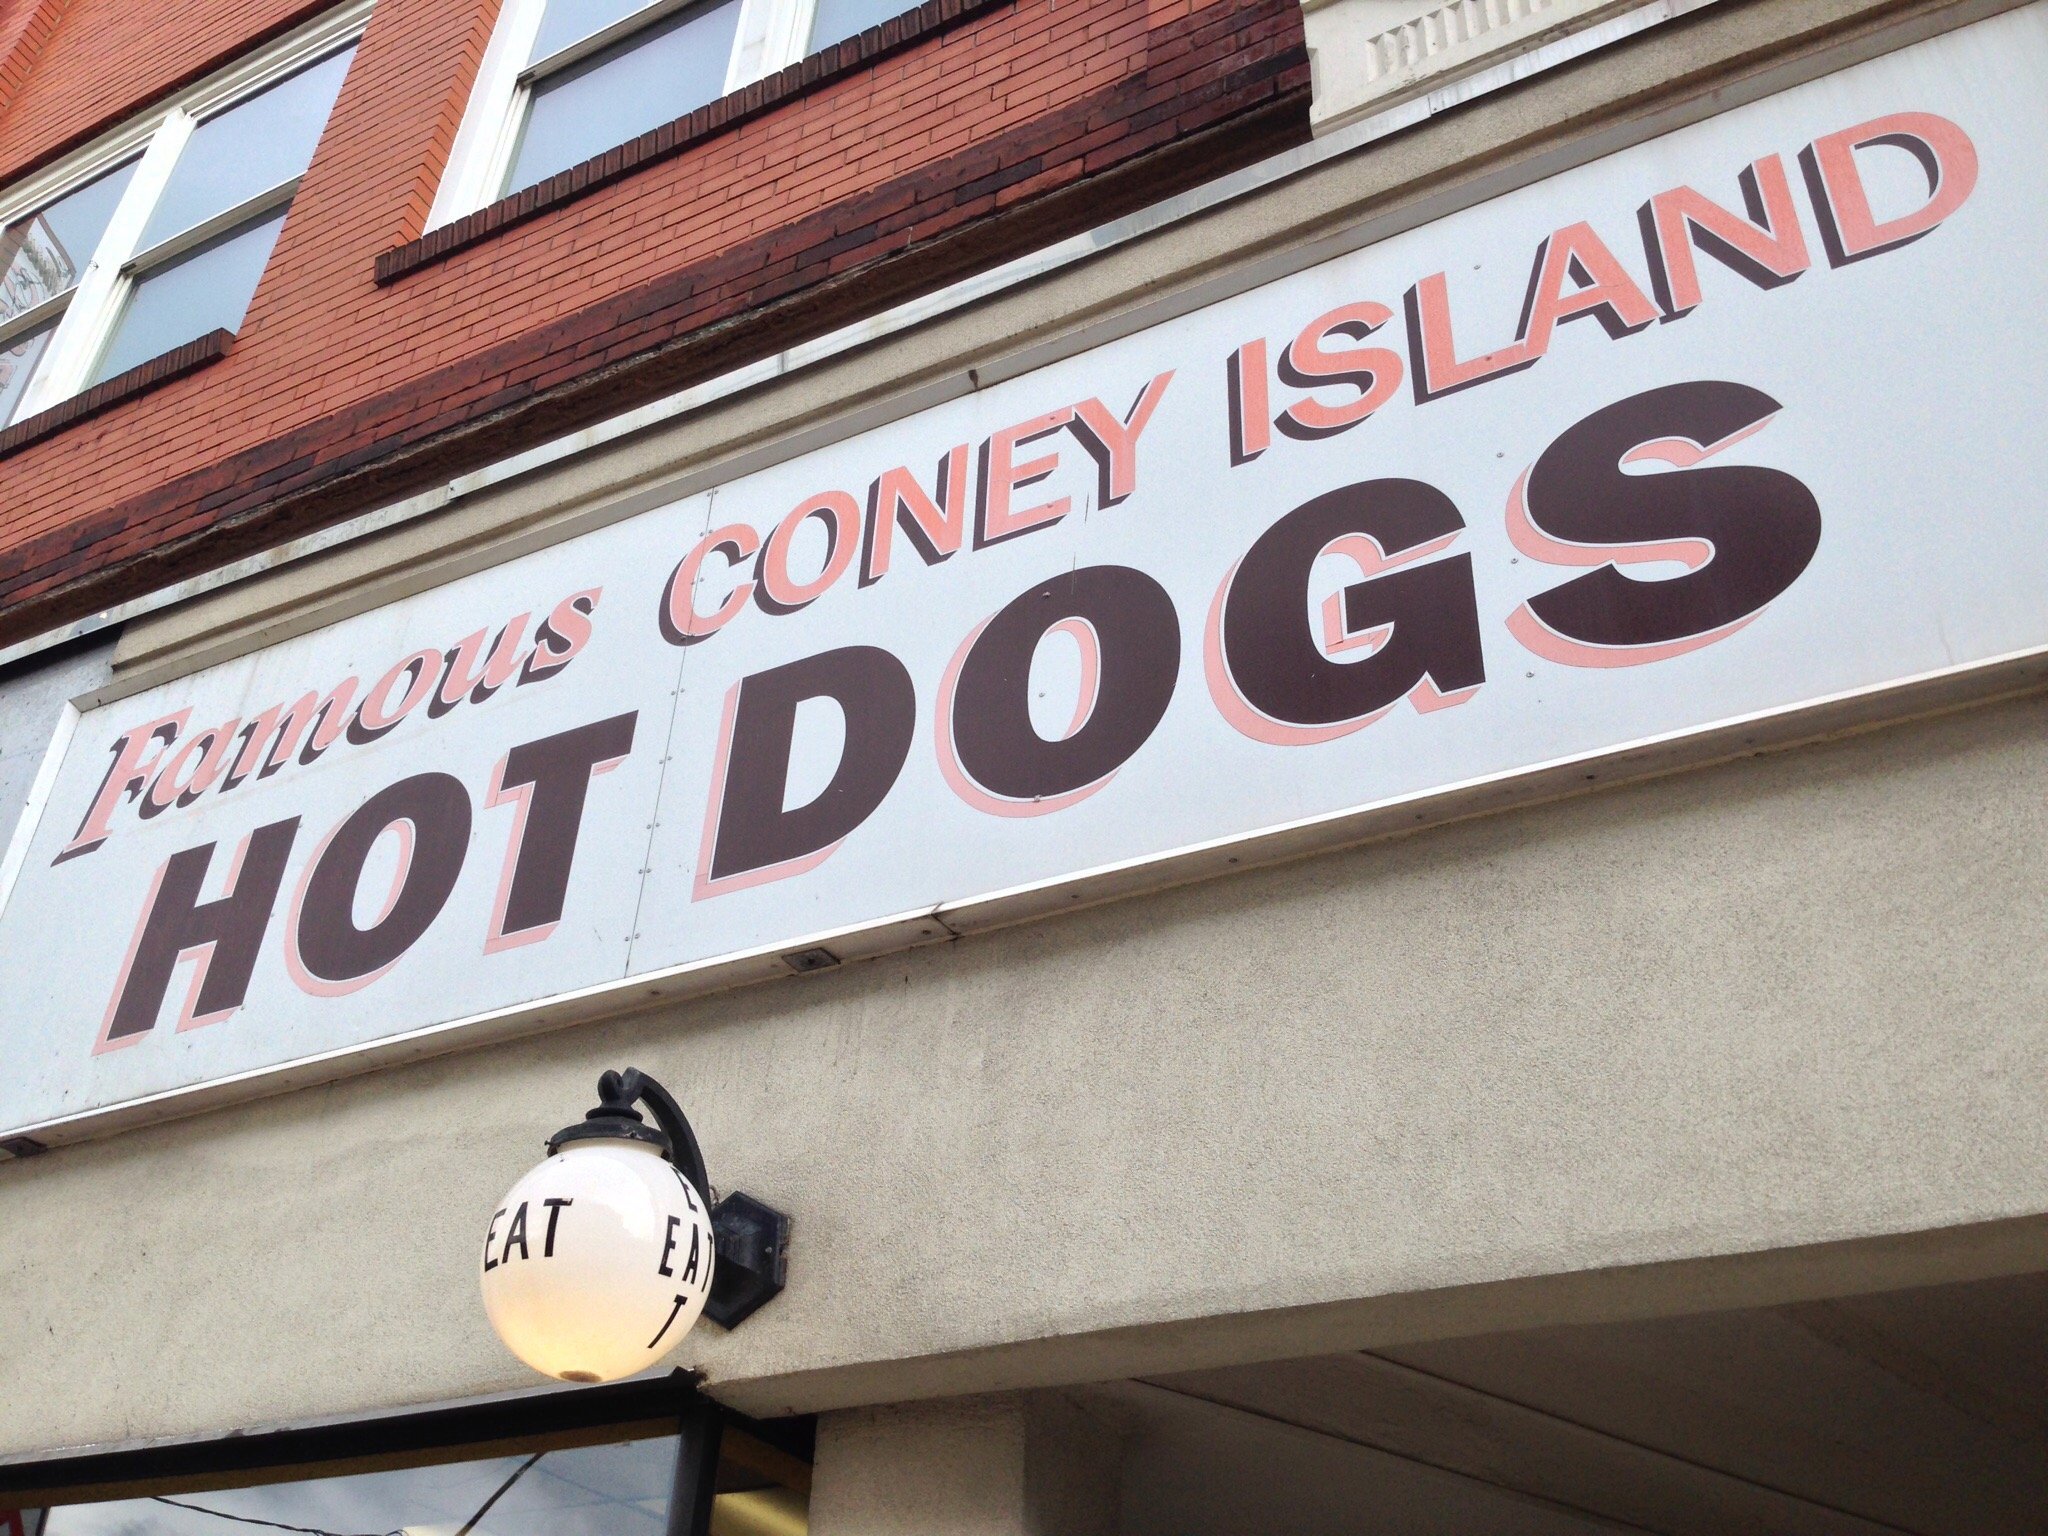 Famous CONEY ISLAND
HOT DOGS
EAT
E
EAT
T